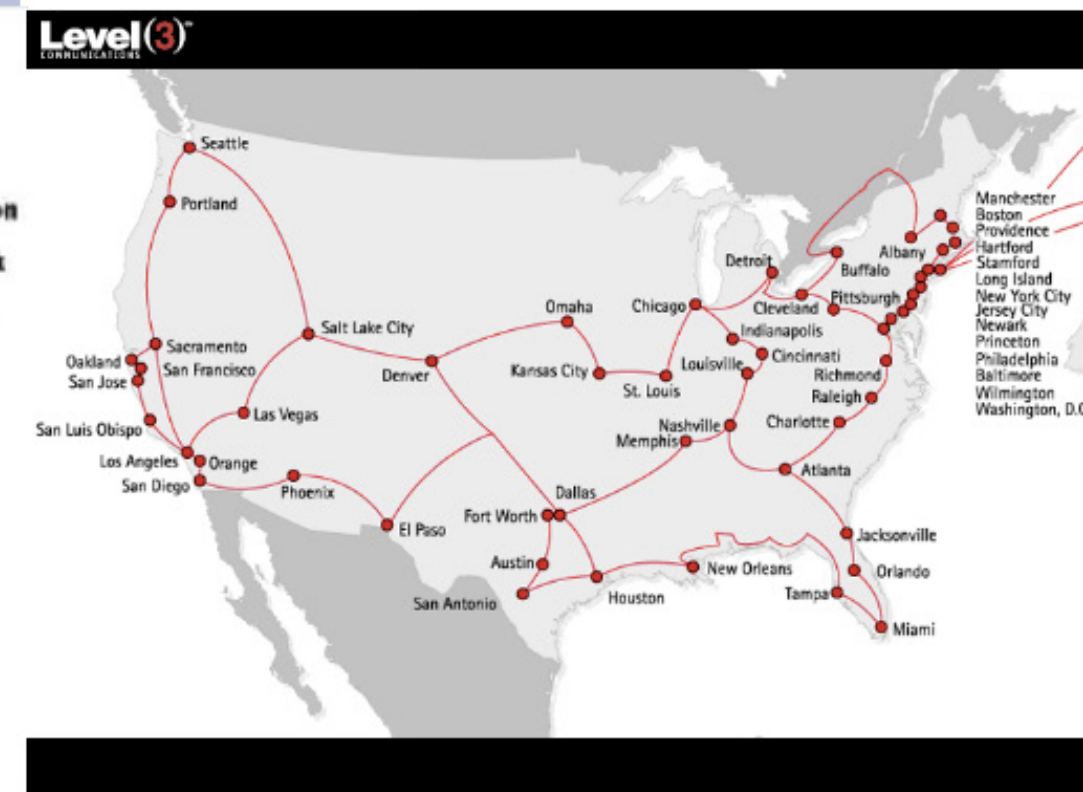 Level(3)™
COMMUNICATIONS
Seattle
Portland
Sacramento
Oakland
San Francisco
San Jose
San Luis Obispo
Los Angeles
Orange
San Diego
Las Vegas
Salt Lake City
Phoenix
El Paso
Denver
Omaha
Kansas City
St. Louis
Chicago
Detroit
Indianapolis
Cincinnati
Louisville
Nashville
Memphis
Dallas
Fort Worth
Austin
San Antonio
Houston
New Orleans
Tampa
Miami
Orlando
Jacksonville
Atlanta
Charlotte
Raleigh
Richmond
Pittsburgh
Cleveland
Buffalo
Albany
Manchester
Boston
Providence
Hartford
Stamford
Long Island
New York City
Jersey City
Newark
Princeton
Philadelphia
Baltimore
Wilmington
Washington, D.C